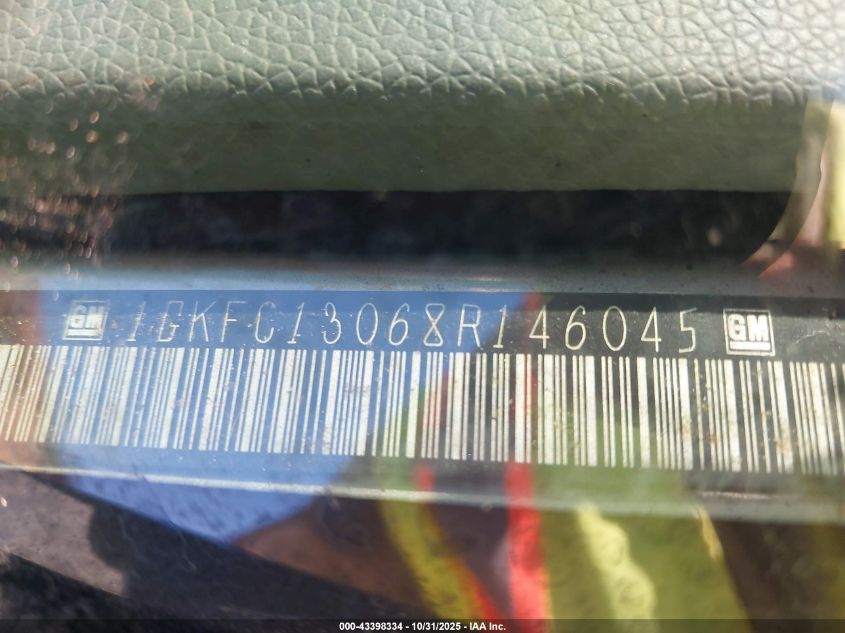 GM 1GKFC13068R146045 GM
000-43398334 / 10/31/2025 - IAA Inc.